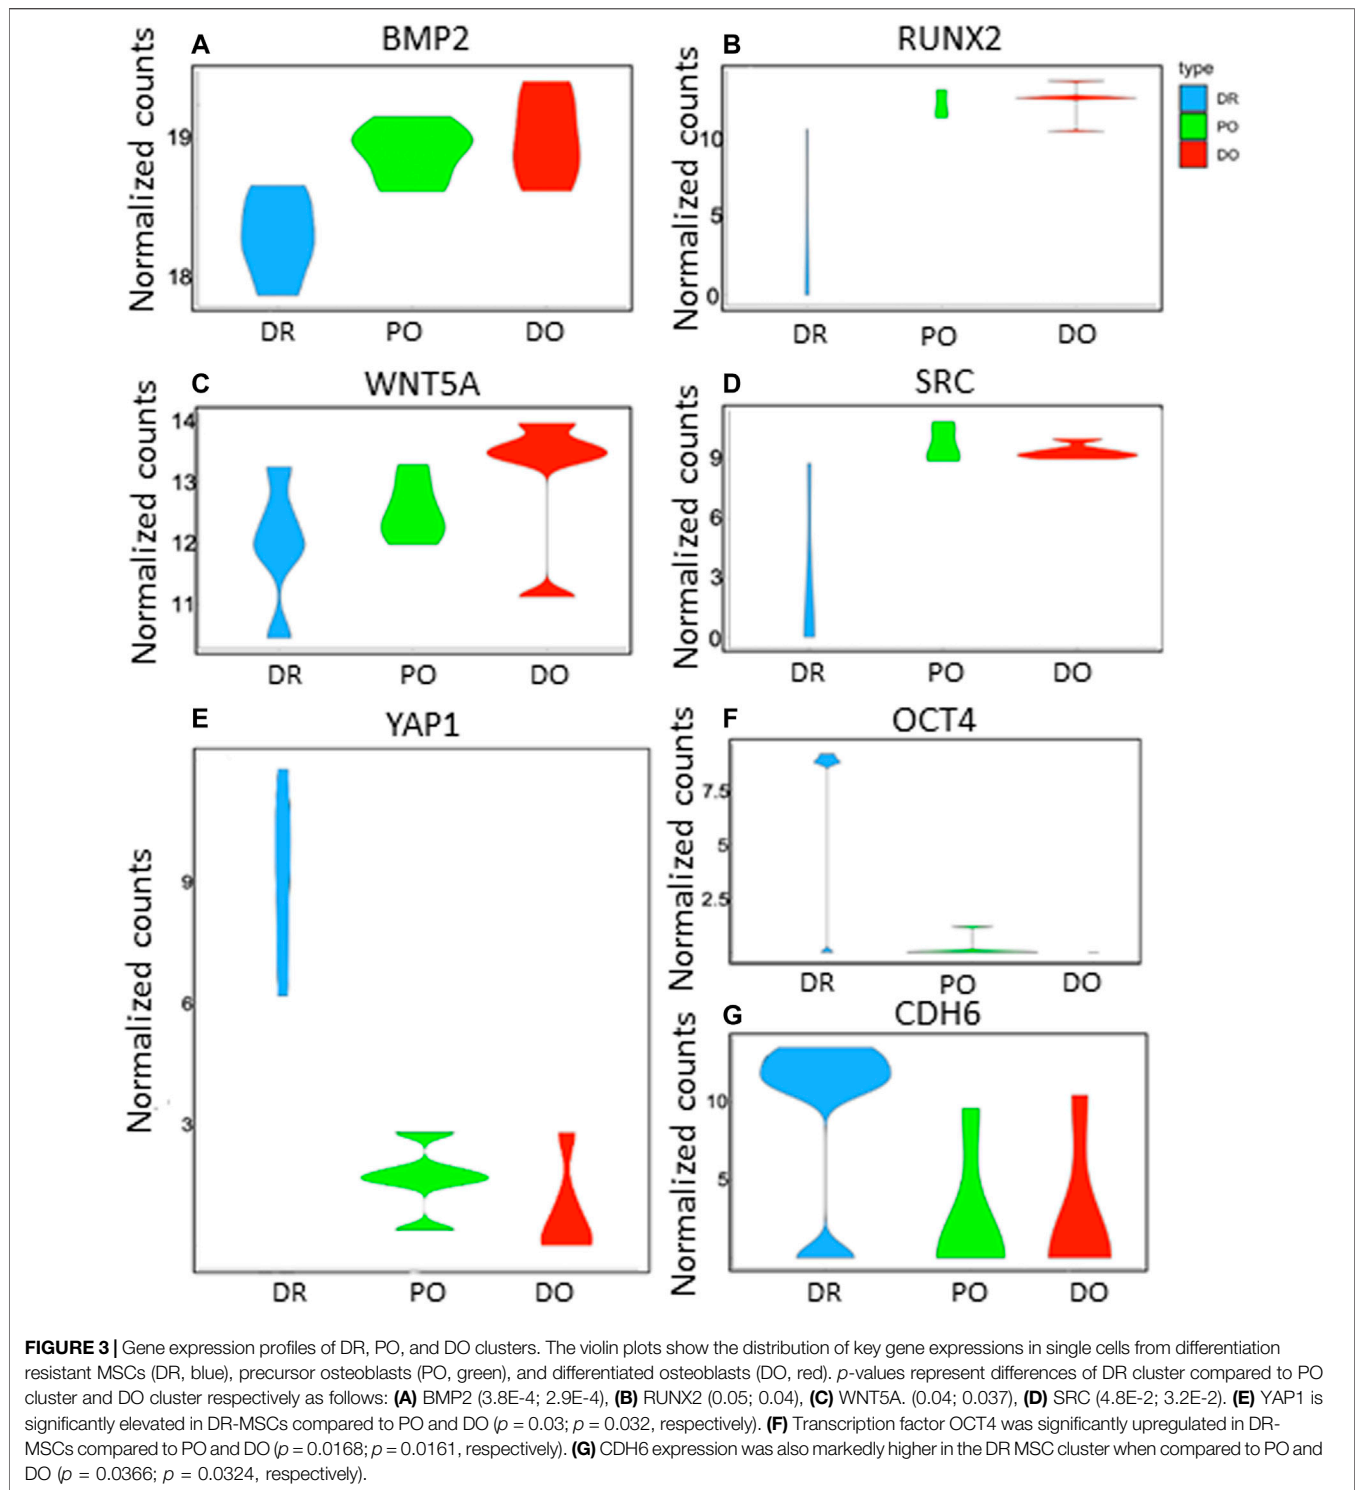 A
BMP2
Normalized counts
19
18
DR
PO
DO
B
RUNX2
Normalized counts
10
5
0
DR
PO
DO
type
DR
PO
DO
C
WNT5A
Normalized counts
14
13
12
11
DR
PO
DO
D
SRC
Normalized counts
9
6
3
0
DR
PO
DO
E
YAP1
Normalized counts
9
6
3
DR
PO
DO
F
OCT4
Normalized counts
7.5
5
2.5
DR
PO
DO
G
CDH6
Normalized counts
10
5
DR
PO
DO
FIGURE 3 | Gene expression profiles of DR, PO, and DO clusters. The violin plots show the distribution of key gene expressions in single cells from differentiation
resistant MSCs (DR, blue), precursor osteoblasts (PO, green), and differentiated osteoblasts (DO, red). p-values represent differences of DR cluster compared to PO
cluster and DO cluster respectively as follows: (A) BMP2 (3.8E-4; 2.9E-4), (B) RUNX2 (0.05; 0.04), (C) WNT5A. (0.04; 0.037), (D) SRC (4.8E-2; 3.2E-2). (E) YAP1 is
significantly elevated in DR-MSCs compared to PO and DO (p = 0.03; p = 0.032, respectively). (F) Transcription factor OCT4 was significantly upregulated in DR-
MSCs compared to PO and DO (p = 0.0168; p = 0.0161, respectively). (G) CDH6 expression was also markedly higher in the DR MSC cluster when compared to PO and
DO (p = 0.0366; p = 0.0324, respectively).